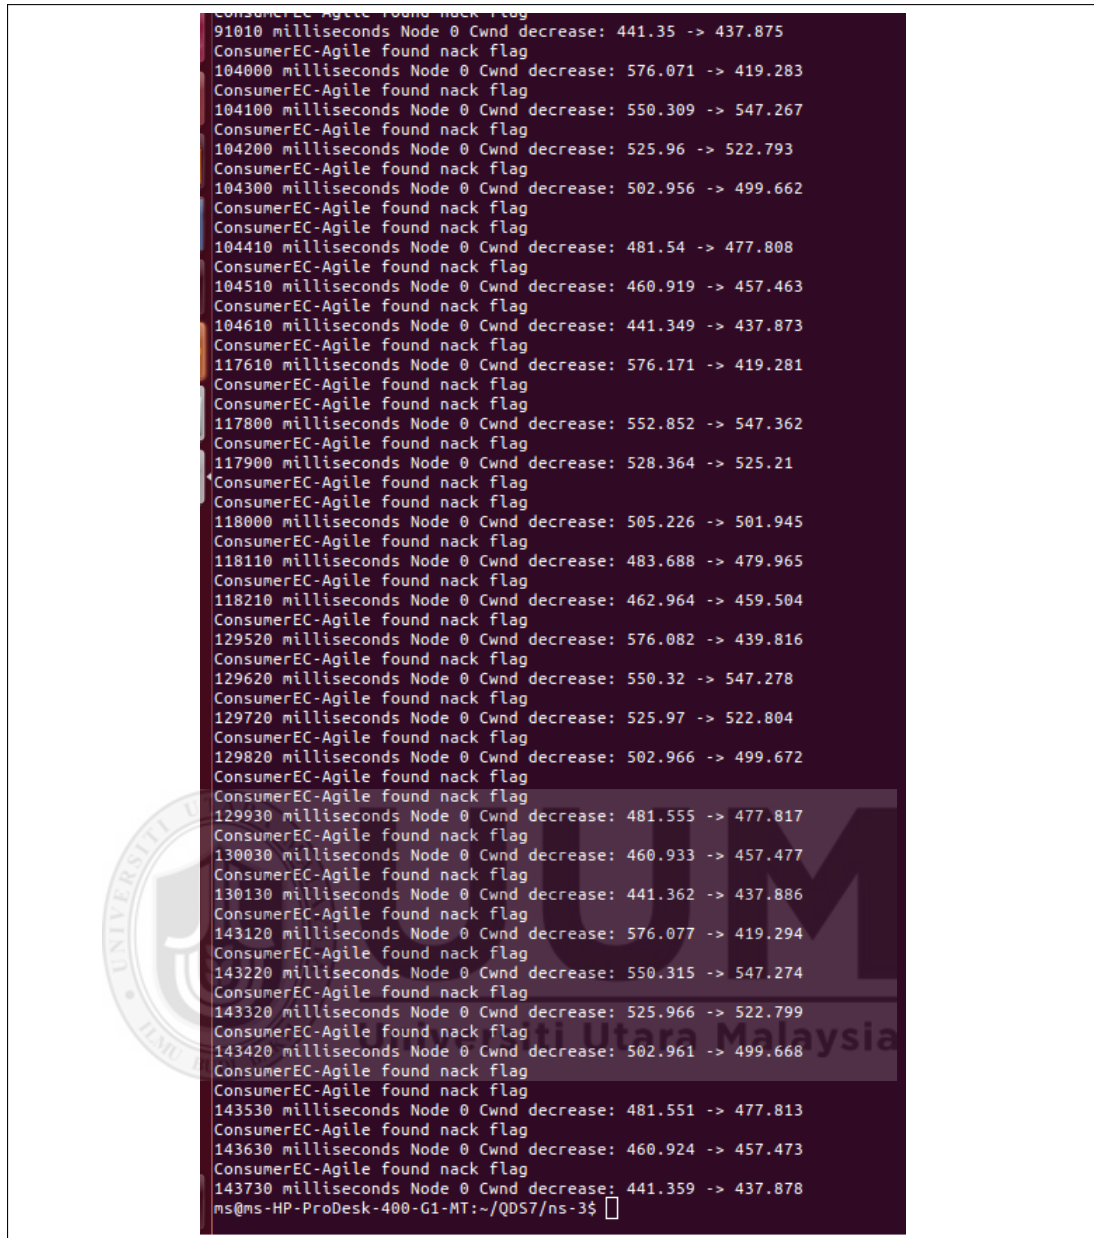 ConsumerEC-Agile found nack flag
91010 milliseconds Node 0 Cwnd decrease: 441.35 -> 437.875
ConsumerEC-Agile found nack flag
104000 milliseconds Node 0 Cwnd decrease: 576.071 -> 419.283
ConsumerEC-Agile found nack flag
104100 milliseconds Node 0 Cwnd decrease: 550.309 -> 547.267
ConsumerEC-Agile found nack flag
104200 milliseconds Node 0 Cwnd decrease: 525.96 -> 522.793
ConsumerEC-Agile found nack flag
104300 milliseconds Node 0 Cwnd decrease: 502.956 -> 499.662
ConsumerEC-Agile found nack flag
ConsumerEC-Agile found nack flag
104410 milliseconds Node 0 Cwnd decrease: 481.54 -> 477.808
ConsumerEC-Agile found nack flag
104510 milliseconds Node 0 Cwnd decrease: 460.919 -> 457.463
ConsumerEC-Agile found nack flag
104610 milliseconds Node 0 Cwnd decrease: 441.349 -> 437.873
ConsumerEC-Agile found nack flag
117610 milliseconds Node 0 Cwnd decrease: 576.171 -> 419.281
ConsumerEC-Agile found nack flag
ConsumerEC-Agile found nack flag
117800 milliseconds Node 0 Cwnd decrease: 552.852 -> 547.362
ConsumerEC-Agile found nack flag
117900 milliseconds Node 0 Cwnd decrease: 528.364 -> 525.21
ConsumerEC-Agile found nack flag
ConsumerEC-Agile found nack flag
118000 milliseconds Node 0 Cwnd decrease: 505.226 -> 501.945
ConsumerEC-Agile found nack flag
118110 milliseconds Node 0 Cwnd decrease: 483.688 -> 479.965
ConsumerEC-Agile found nack flag
118210 milliseconds Node 0 Cwnd decrease: 462.964 -> 459.504
ConsumerEC-Agile found nack flag
129520 milliseconds Node 0 Cwnd decrease: 576.082 -> 439.816
ConsumerEC-Agile found nack flag
129620 milliseconds Node 0 Cwnd decrease: 550.32 -> 547.278
ConsumerEC-Agile found nack flag
129720 milliseconds Node 0 Cwnd decrease: 525.97 -> 522.804
ConsumerEC-Agile found nack flag
129820 milliseconds Node 0 Cwnd decrease: 502.966 -> 499.672
ConsumerEC-Agile found nack flag
ConsumerEC-Agile found nack flag
129930 milliseconds Node 0 Cwnd decrease: 481.555 -> 477.817
ConsumerEC-Agile found nack flag
130030 milliseconds Node 0 Cwnd decrease: 460.933 -> 457.477
ConsumerEC-Agile found nack flag
130130 milliseconds Node 0 Cwnd decrease: 441.362 -> 437.886
ConsumerEC-Agile found nack flag
143120 milliseconds Node 0 Cwnd decrease: 576.077 -> 419.294
ConsumerEC-Agile found nack flag
143220 milliseconds Node 0 Cwnd decrease: 550.315 -> 547.274
ConsumerEC-Agile found nack flag
143320 milliseconds Node 0 Cwnd decrease: 525.966 -> 522.799
ConsumerEC-Agile found nack flag
143420 milliseconds Node 0 Cwnd decrease: 502.961 -> 499.668
ConsumerEC-Agile found nack flag
ConsumerEC-Agile found nack flag
143530 milliseconds Node 0 Cwnd decrease: 481.551 -> 477.813
ConsumerEC-Agile found nack flag
143630 milliseconds Node 0 Cwnd decrease: 460.924 -> 457.473
ConsumerEC-Agile found nack flag
143730 milliseconds Node 0 Cwnd decrease: 441.359 -> 437.878
ms@ms-HP-ProDesk-400-G1-MT:~/QDS7/ns-3$
UUM
Universiti Utara Malaysia